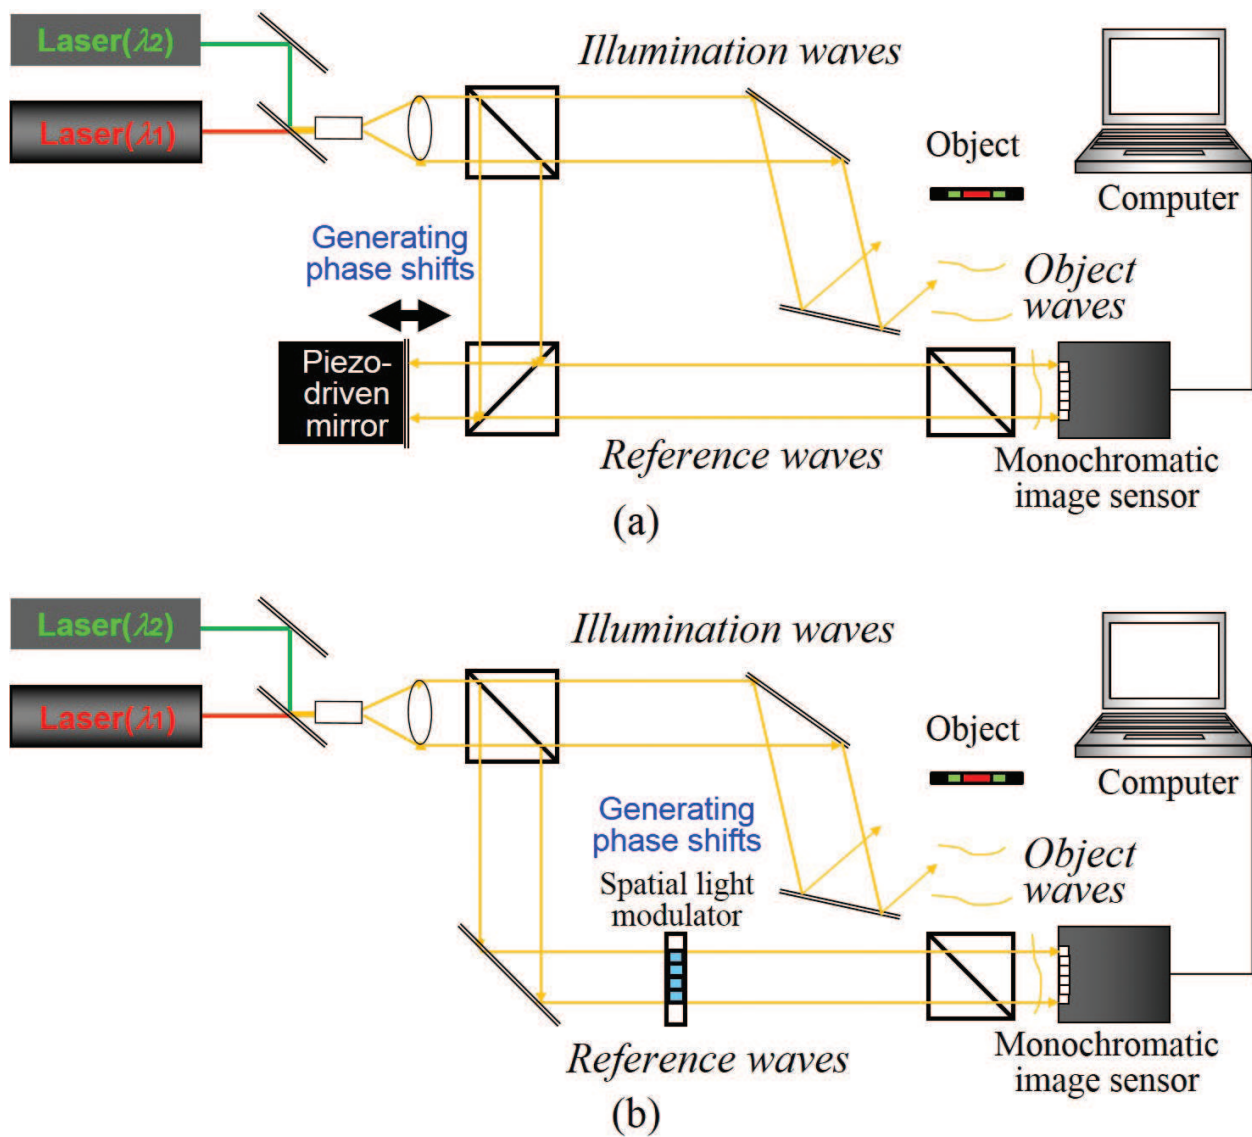 Laser(λ2)
Laser(λ1)
Illumination waves
Object
Computer
Generating
phase shifts
Object
waves
Piezo-
driven
mirror
Reference waves
Monochromatic
image sensor
(a)
Laser(λ2)
Laser(λ1)
Illumination waves
Object
Computer
Generating
phase shifts
Spatial light
modulator
Object
waves
Reference waves
Monochromatic
image sensor
(b)